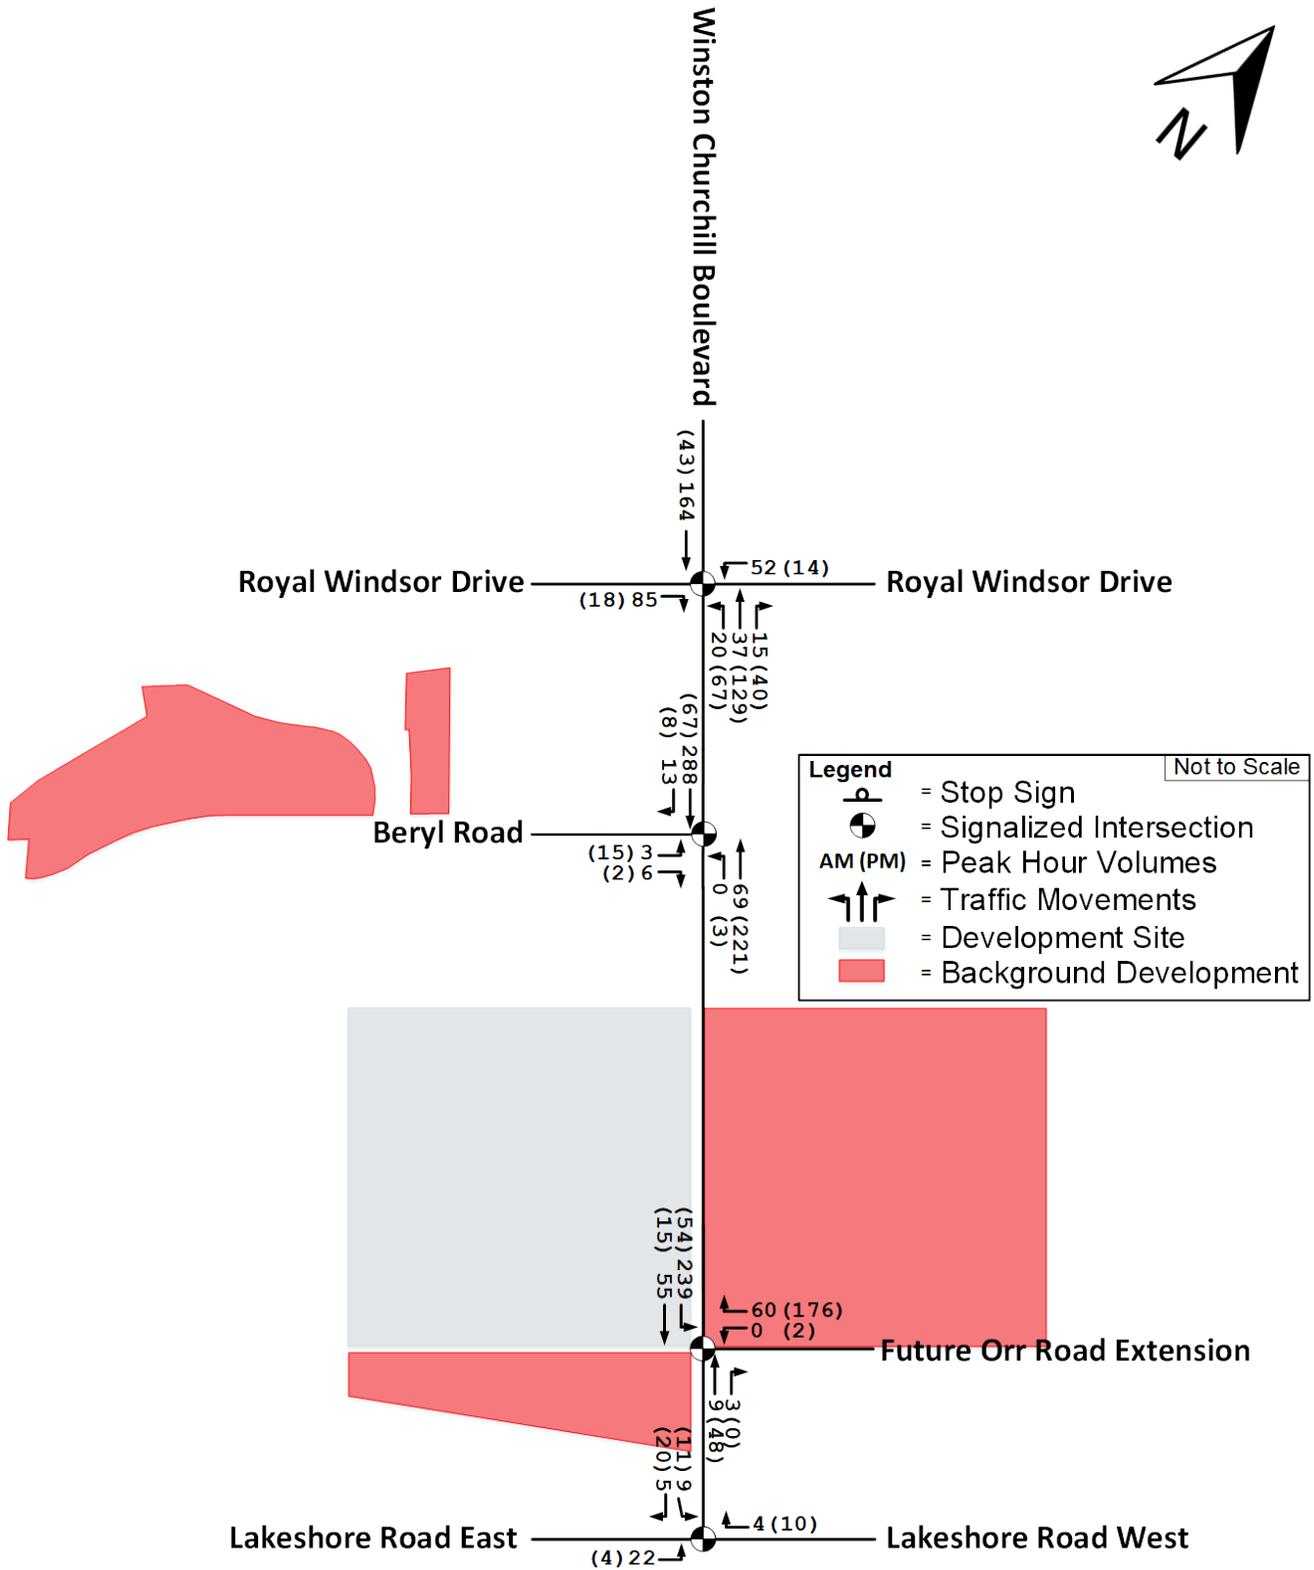 Winston Churchill Boulevard
N
(43) 164
Royal Windsor Drive
52 (14)
Royal Windsor Drive
(18) 85
20 (67)
37 (129)
15 (40)
(8) 13
(67) 288
Beryl Road
(15) 3
(2) 6
0 (3)
69 (221)
Legend
Not to Scale
= Stop Sign
= Signalized Intersection
AM (PM) = Peak Hour Volumes
= Traffic Movements
= Development Site
= Background Development
(15) 55
(54) 239
60 (176)
0 (2)
Future Orr Road Extension
9 (48)
3 (0)
(20) 5
(11) 9
Lakeshore Road East
4 (10)
Lakeshore Road West
(4) 22